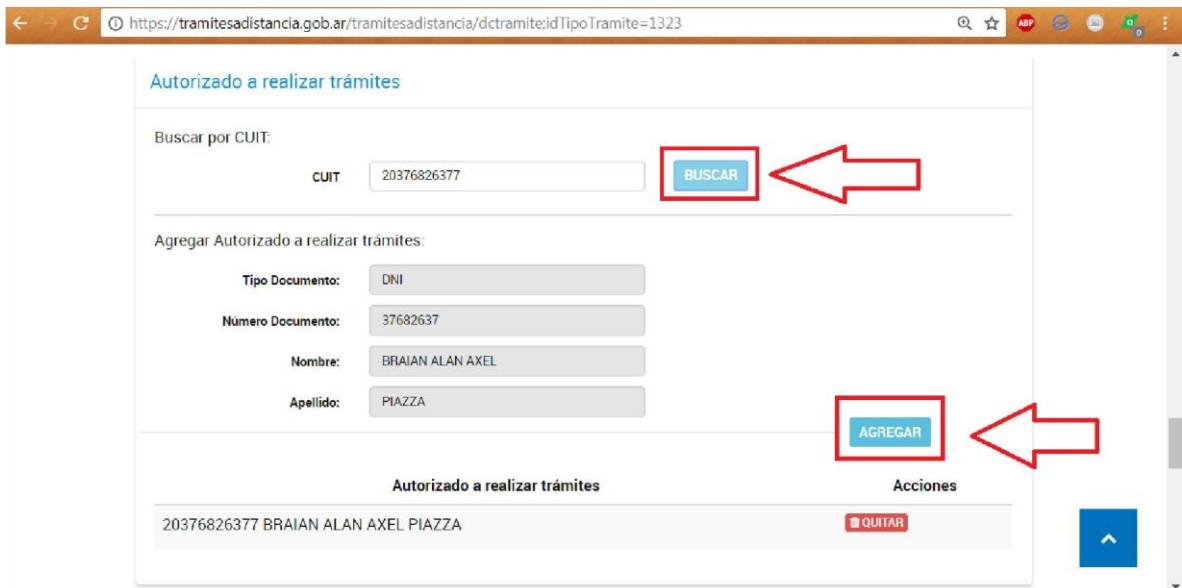 https://tramitesadistancia.gob.ar/tramitesadistancia/dctramite;idTipoTramite=1323
ABP
0
Autorizado a realizar trámites
Buscar por CUIT:
CUIT 20376826377 BUSCAR
Agregar Autorizado a realizar trámites:
Tipo Documento: DNI
Número Documento: 37682637
Nombre: BRAIAN ALAN AXEL
Apellido: PIAZZA
AGREGAR
Autorizado a realizar trámites Acciones
20376826377 BRAIAN ALAN AXEL PIAZZA QUITAR